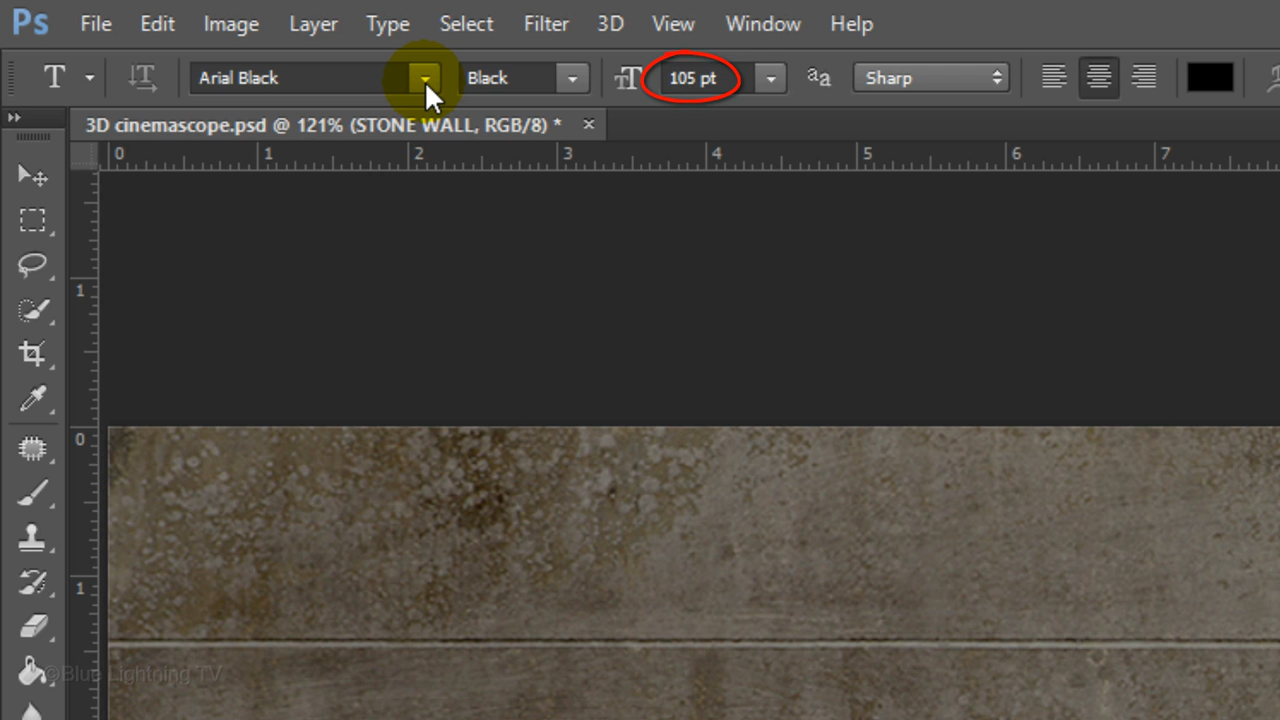 Ps File Edit Image Layer Type Select Filter 3D View Window Help
T T Arial Black Black TT 105 pt aa Sharp
3D cinemascope.psd @ 121% (STONE WALL, RGB/8) * ×
0 1 2 3 4 5 6 7
1
0
1
©Blue Lightning TV